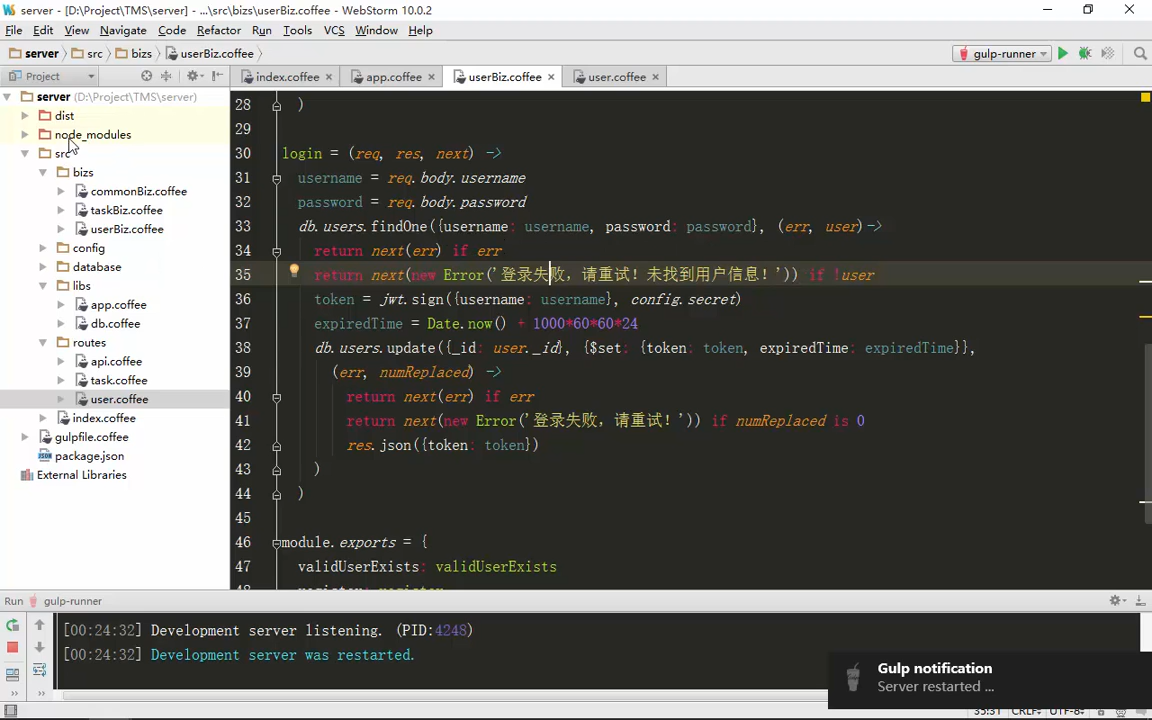 server - [D:\Project\TMS\server] - ...\src\bizs\userBiz.coffee - WebStorm 10.0.2
File Edit View Navigate Code Refactor Run Tools VCS Window Help
server src bizs userBiz.coffee gulp-runner
Project index.coffee app.coffee userBiz.coffee user.coffee
server (D:\Project\TMS\server)
dist
node_modules
src
bizs
commonBiz.coffee
taskBiz.coffee
userBiz.coffee
config
database
libs
app.coffee
db.coffee
routes
api.coffee
task.coffee
user.coffee
index.coffee
gulpfile.coffee
package.json
External Libraries
28 )
29
30 login = (req, res, next) ->
31 username = req.body.username
32 password = req.body.password
33 db.users.findOne({username: username, password: password}, (err, user)->
34 return next(err) if err
35 return next(new Error('登录失败，请重试！未找到用户信息！')) if !user
36 token = jwt.sign({username: username}, config.secret)
37 expiredTime = Date.now() + 1000*60*60*24
38 db.users.update({_id: user._id}, {$set: {token: token, expiredTime: expiredTime}},
39 (err, numReplaced) ->
40 return next(err) if err
41 return next(new Error('登录失败，请重试！')) if numReplaced is 0
42 res.json({token: token})
43 )
44 )
45
46 module.exports = {
47 validUserExists: validUserExists
Run gulp-runner
[00:24:32] Development server listening. (PID:4248)
[00:24:32] Development server was restarted.
Gulp notification
Server restarted ...
35:31 CRLF UTF-8